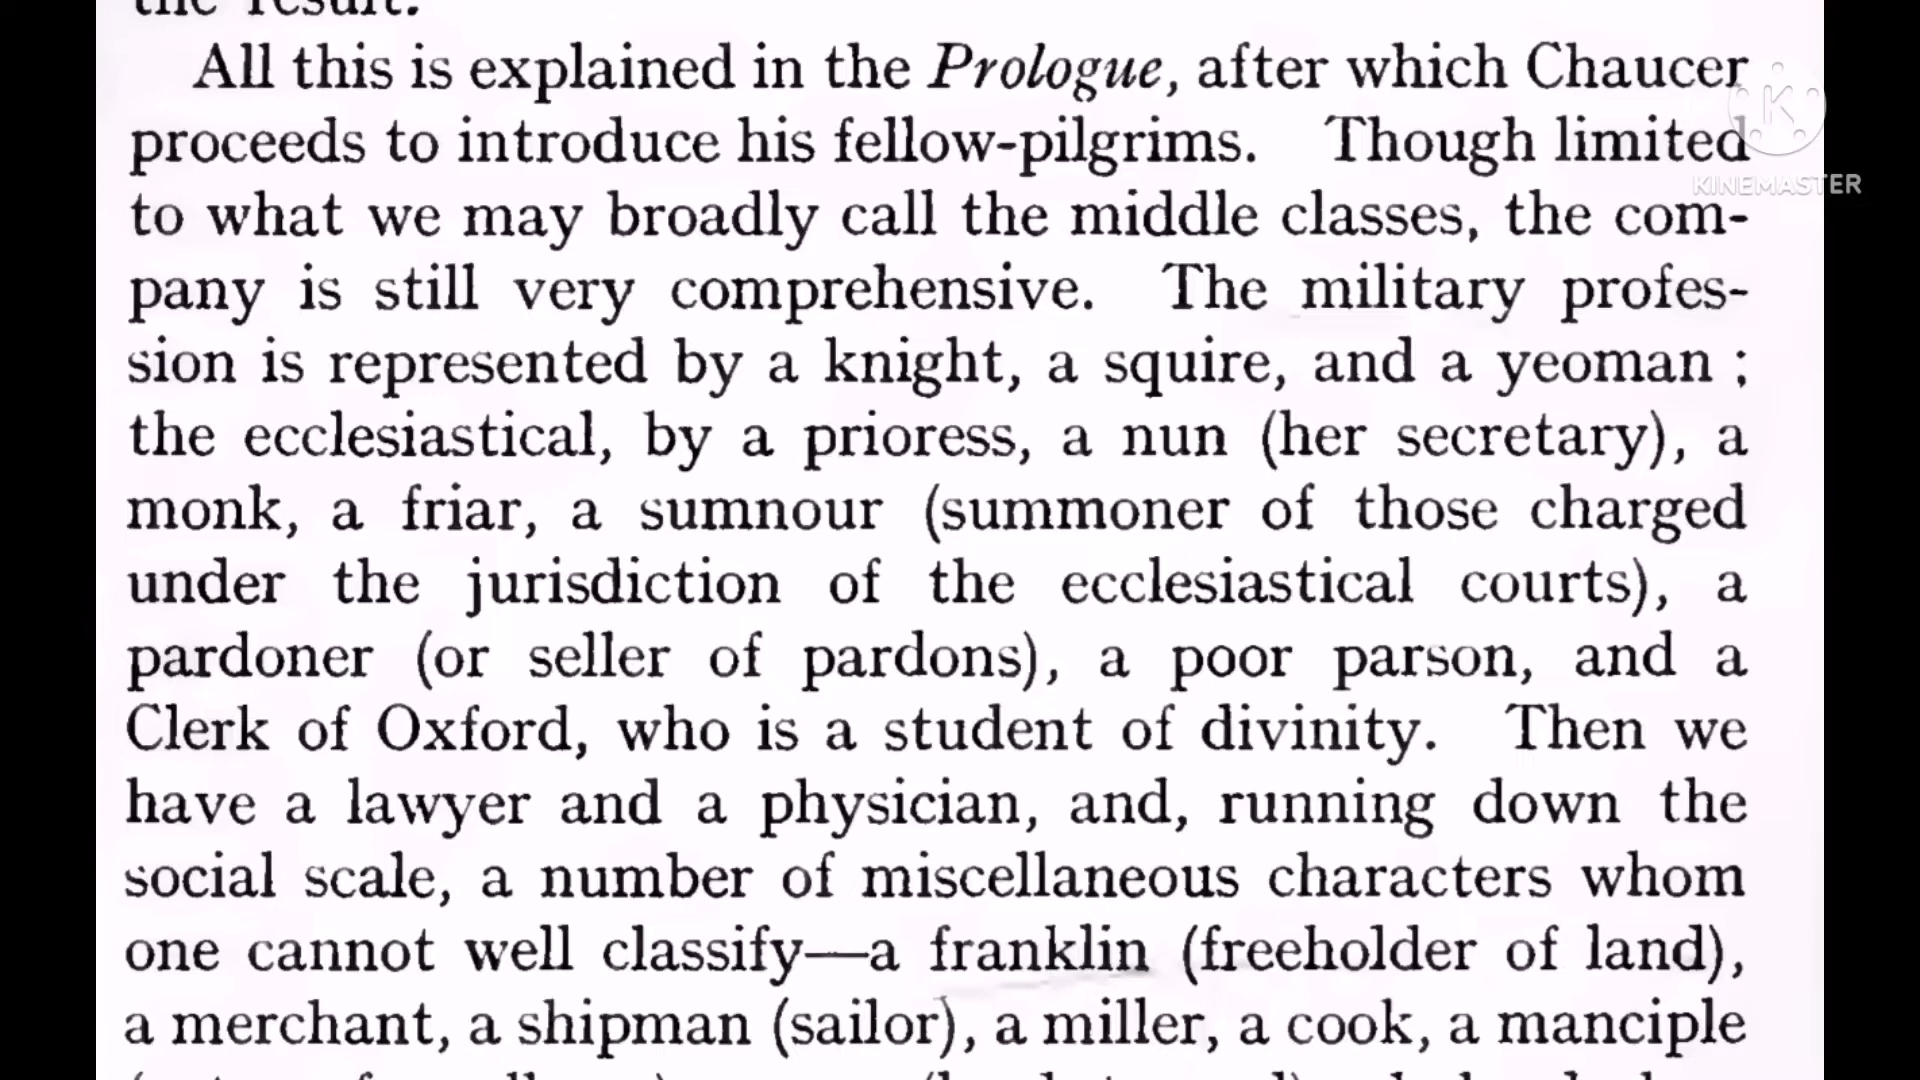 the result.
All this is explained in the Prologue, after which Chaucer
proceeds to introduce his fellow-pilgrims. Though limited
to what we may broadly call the middle classes, the com-
pany is still very comprehensive. The military profes-
sion is represented by a knight, a squire, and a yeoman ;
the ecclesiastical, by a prioress, a nun (her secretary), a
monk, a friar, a sumnour (summoner of those charged
under the jurisdiction of the ecclesiastical courts), a
pardoner (or seller of pardons), a poor parson, and a
Clerk of Oxford, who is a student of divinity. Then we
have a lawyer and a physician, and, running down the
social scale, a number of miscellaneous characters whom
one cannot well classify—a franklin (freeholder of land),
a merchant, a shipman (sailor), a miller, a cook, a manciple
K
KINEMASTER